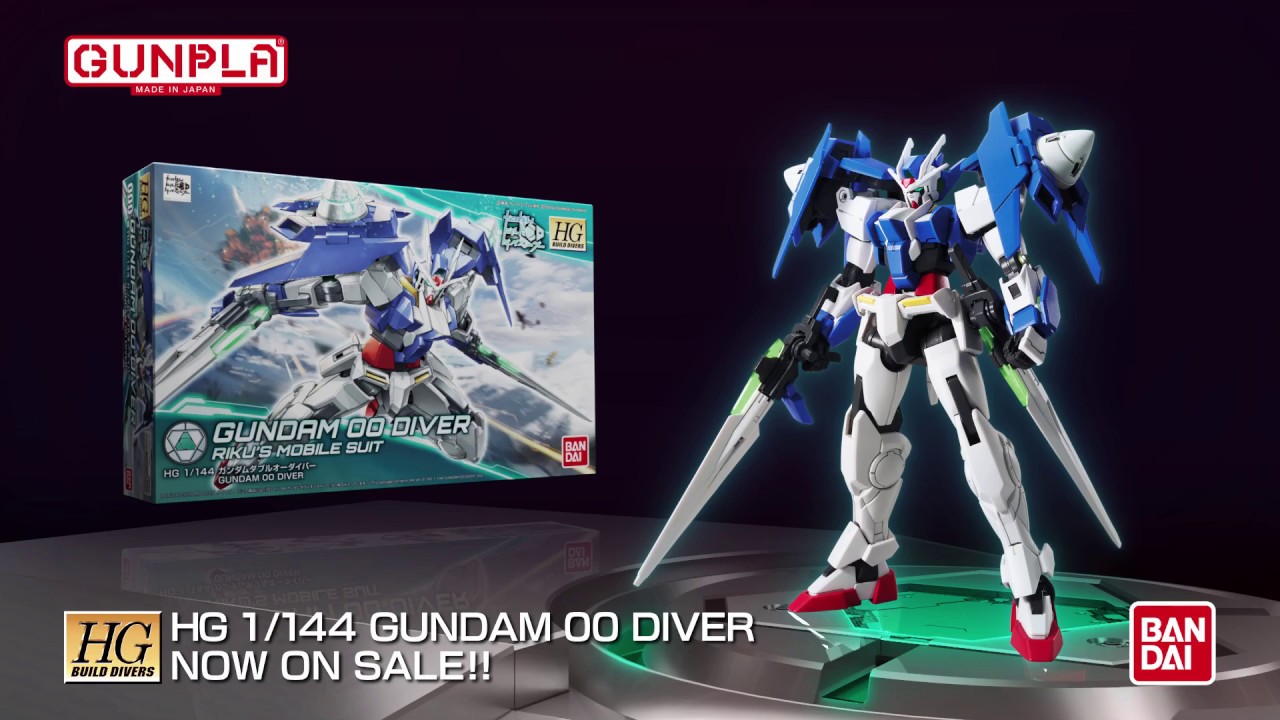 GUNPLA
MADE IN JAPAN
HG
BUILD DIVERS
GUNDAM 00 DIVER
RIKU'S MOBILE SUIT
HG 1/144 ガンダムダブルオーダイバー
GUNDAM 00 DIVER
BAN
DAI
HG
BUILD DIVERS
HG 1/144 GUNDAM 00 DIVER
NOW ON SALE!!
BAN
DAI